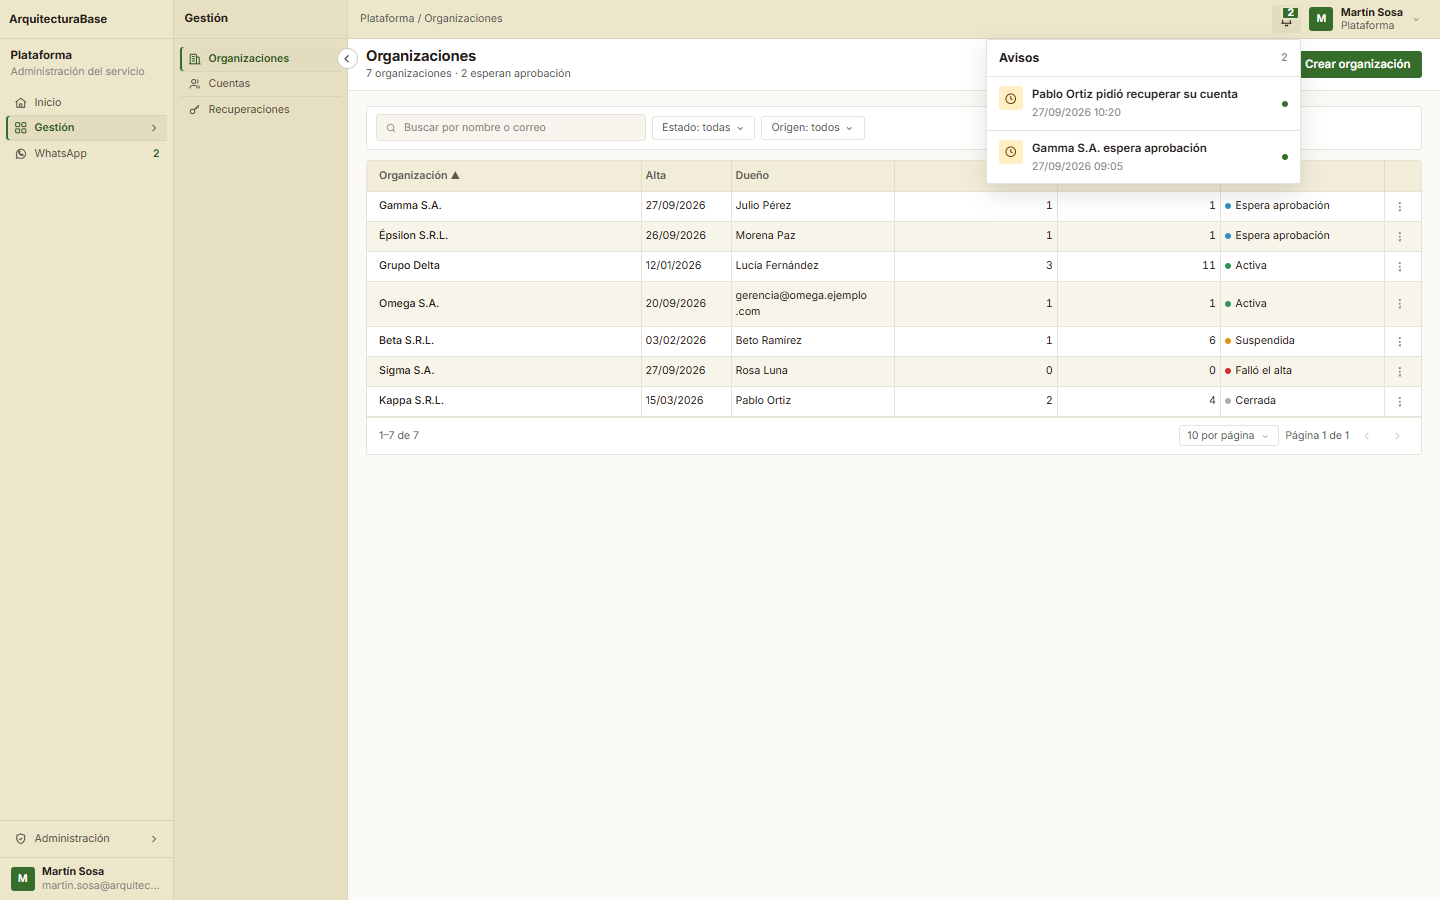 ArquitecturaBase
Plataforma
Administración del servicio
Inicio
Gestión
WhatsApp 2
Administración
M Martín Sosa
martin.sosa@arquitec...
Gestión
Organizaciones
Cuentas
Recuperaciones
Plataforma / Organizaciones
2
M Martín Sosa
Plataforma
Organizaciones
7 organizaciones · 2 esperan aprobación
Crear organización
Avisos 2
Pablo Ortiz pidió recuperar su cuenta
27/09/2026 10:20
Gamma S.A. espera aprobación
27/09/2026 09:05
Buscar por nombre o correo Estado: todas Origen: todos
Organización ▲ Alta Dueño
Gamma S.A. 27/09/2026 Julio Pérez 1 1 Espera aprobación
Épsilon S.R.L. 26/09/2026 Morena Paz 1 1 Espera aprobación
Grupo Delta 12/01/2026 Lucía Fernández 3 11 Activa
Omega S.A. 20/09/2026 gerencia@omega.ejemplo 1 1 Activa
.com
Beta S.R.L. 03/02/2026 Beto Ramírez 1 6 Suspendida
Sigma S.A. 27/09/2026 Rosa Luna 0 0 Falló el alta
Kappa S.R.L. 15/03/2026 Pablo Ortiz 2 4 Cerrada
1–7 de 7 10 por página Página 1 de 1